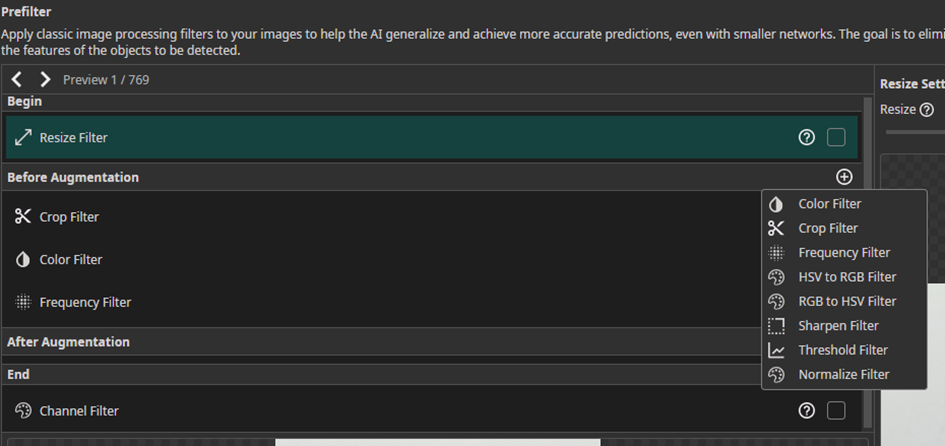 Prefilter
Apply classic image processing filters to your images to help the AI generalize and achieve more accurate predictions, even with smaller networks. The goal is to
the features of the objects to be detected.
Preview 1 / 769
Begin
Resize Filter
Before Augmentation
Crop Filter
Color Filter
Frequency Filter
After Augmentation
End
Channel Filter
Color Filter
Crop Filter
Frequency Filter
HSV to RGB Filter
RGB to HSV Filter
Sharpen Filter
Threshold Filter
Normalize Filter
Resize Sett
Resize